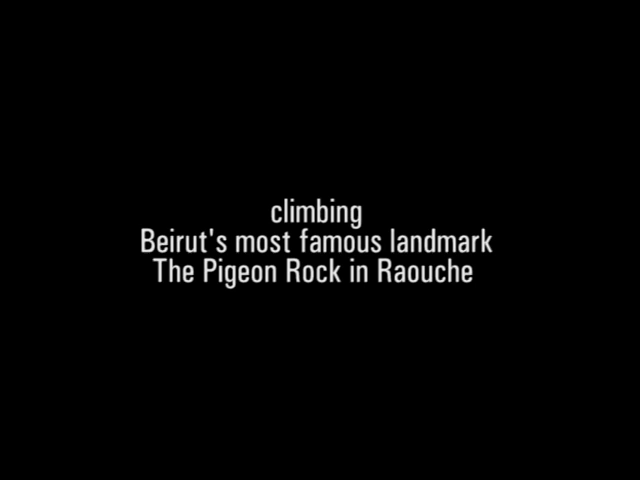 climbing
Beirut's most famous landmark
The Pigeon Rock in Raouche